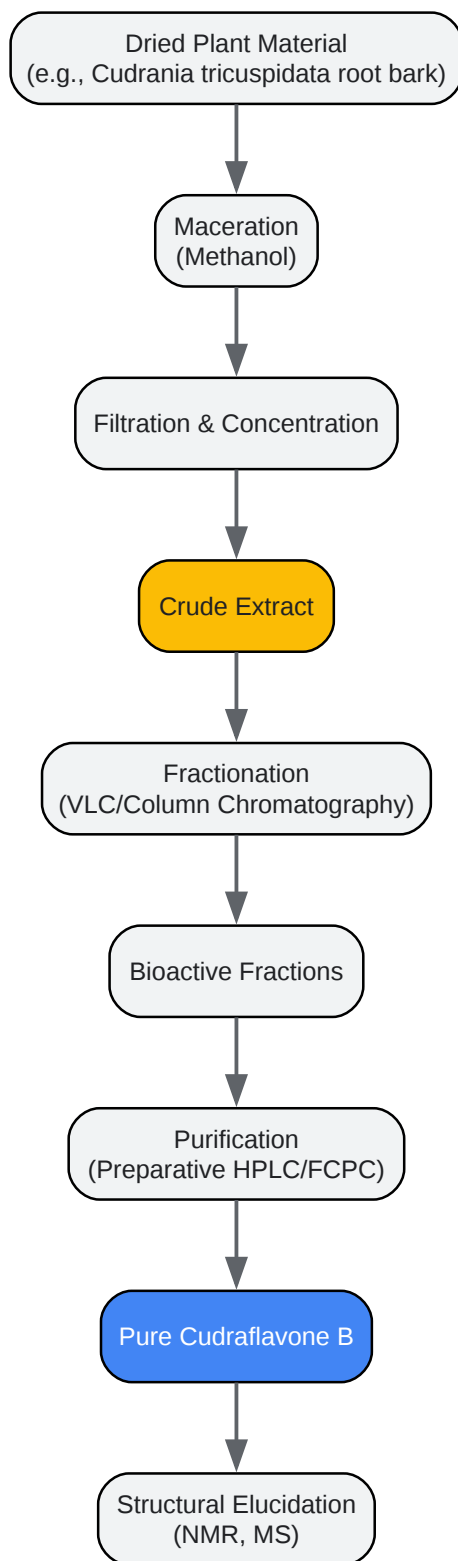 Dried Plant Material
(e.g., Cudrania tricuspidata root bark)
Maceration
(Methanol)
Filtration & Concentration
Crude Extract
Fractionation
(VLC/Column Chromatography)
Bioactive Fractions
Purification
(Preparative HPLC/FCPC)
Pure Cudraflavone B
Structural Elucidation
(NMR, MS)